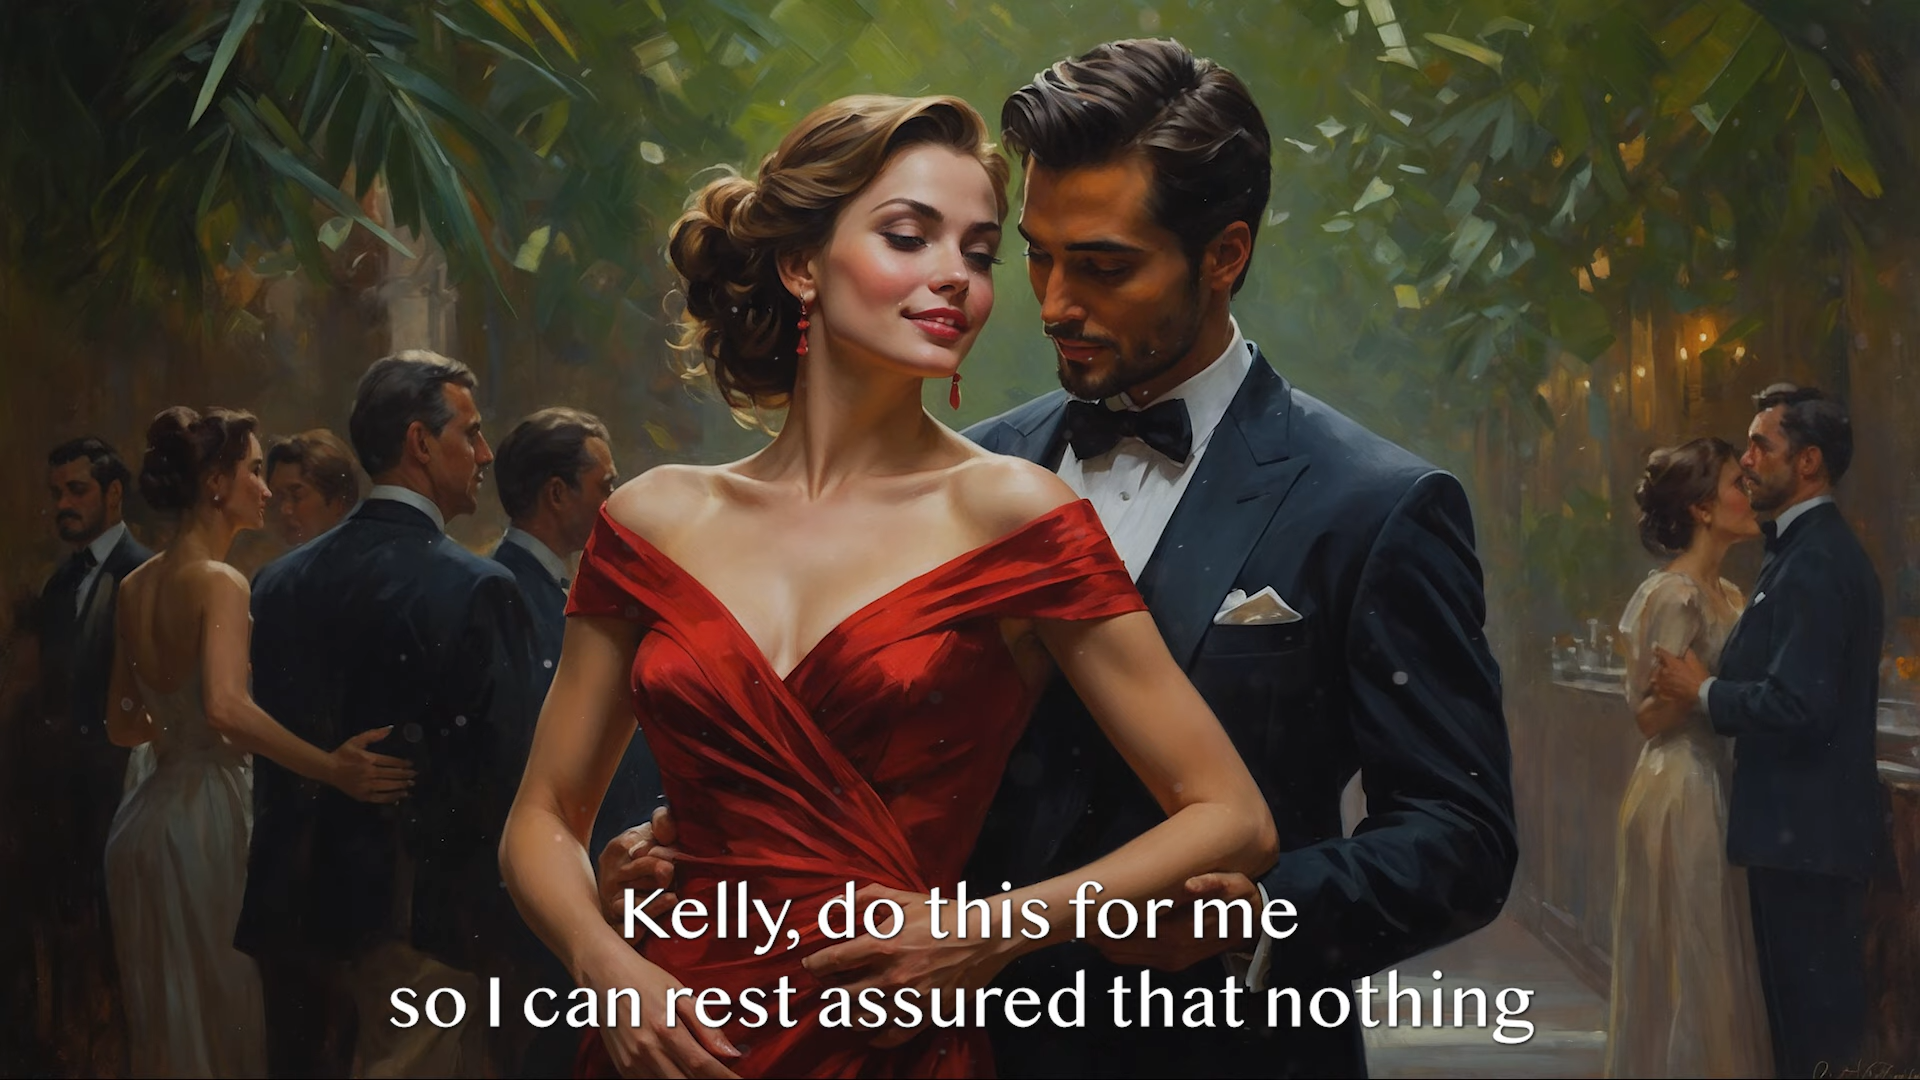 Kelly, do this for me
so I can rest assured that nothing